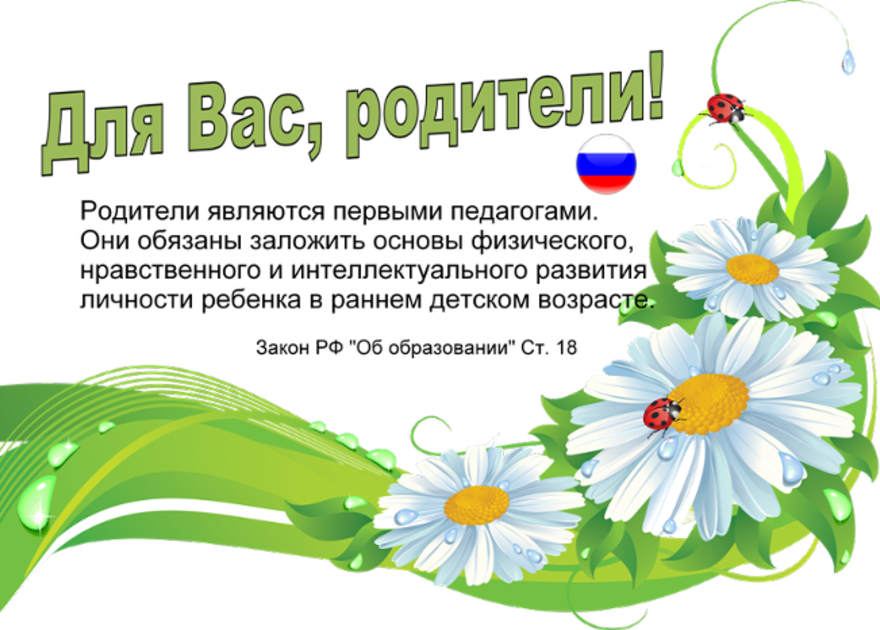 Для Вас, родители!
Родители являются первыми педагогами.
Они обязаны заложить основы физического,
нравственного и интеллектуального развития
личности ребенка в раннем детском возрасте.
Закон РФ "Об образовании" Ст. 18